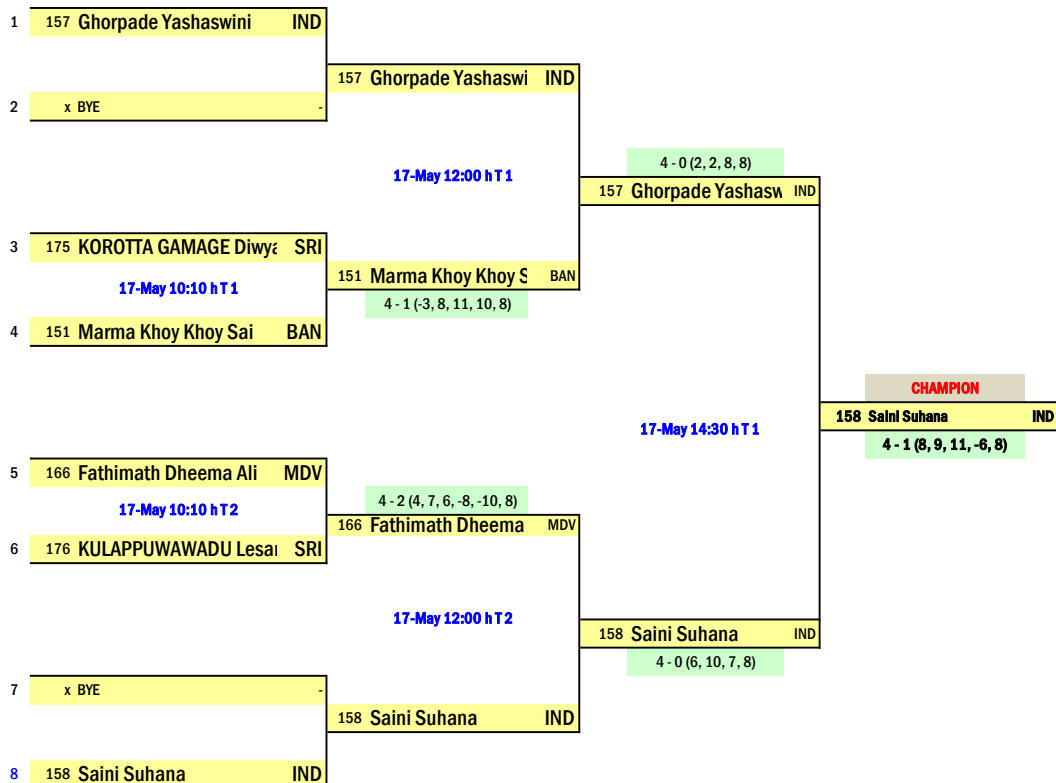 1 157 Ghorpade Yashaswini IND
157 Ghorpade Yashaswi IND
2 x BYE -
4 - 0 (2, 2, 8, 8)
17-May 12:00 h T 1
157 Ghorpade Yashasw IND
3 175 KOROTTA GAMAGE Diwya SRI
151 Marma Khoy Khoy S BAN
17-May 10:10 h T 1
4 - 1 (-3, 8, 11, 10, 8)
4 151 Marma Khoy Khoy Sai BAN
CHAMPION
158 Saini Suhana IND
17-May 14:30 h T 1
4 - 1 (8, 9, 11, -6, 8)
5 166 Fathimath Dheema Ali MDV
4 - 2 (4, 7, 6, -8, -10, 8)
17-May 10:10 h T 2
166 Fathimath Dheema MDV
6 176 KULAPPUWAWADU Lesa SRI
17-May 12:00 h T 2
158 Saini Suhana IND
4 - 0 (6, 10, 7, 8)
7 x BYE -
158 Saini Suhana IND
8 158 Saini Suhana IND